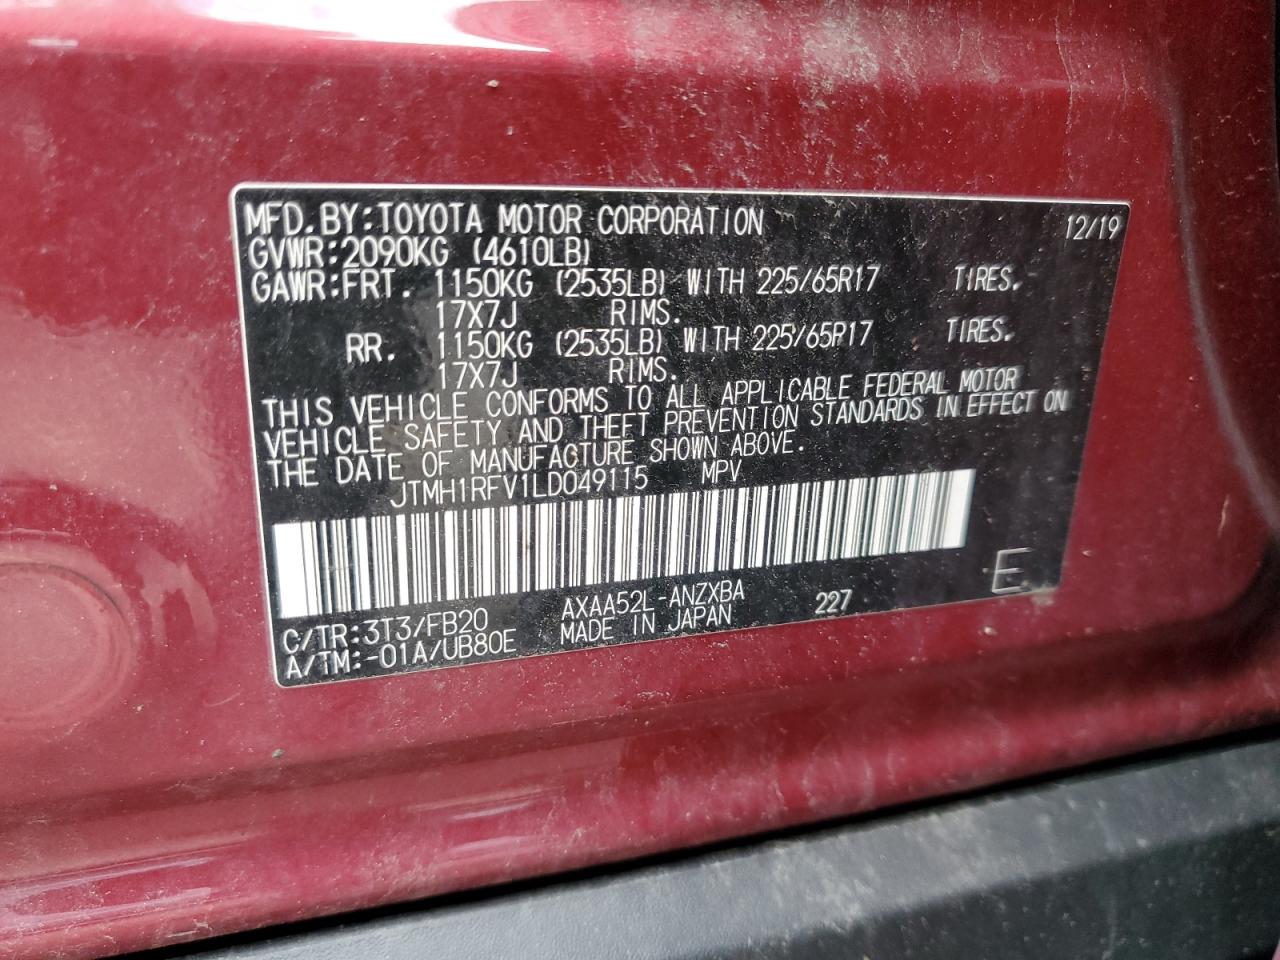 MFD.BY:TOYOTA MOTOR CORPORATION 12/19
GVWR:2090KG (4610LB)
GAWR:FRT. 1150KG (2535LB) WITH 225/65R17 TIRES.
17X7J RIMS.
RR. 1150KG (2535LB) WITH 225/65R17 TIRES.
17X7J RIMS.
THIS VEHICLE CONFORMS TO ALL APPLICABLE FEDERAL MOTOR
VEHICLE SAFETY AND THEFT PREVENTION STANDARDS IN EFFECT ON
THE DATE OF MANUFACTURE SHOWN ABOVE.
JTMH1RFV1LD049115 MPV
C/TR:3T3/FB20 AXAA52L-ANZXBA 227 E
A/TM:-01A/UB80E MADE IN JAPAN